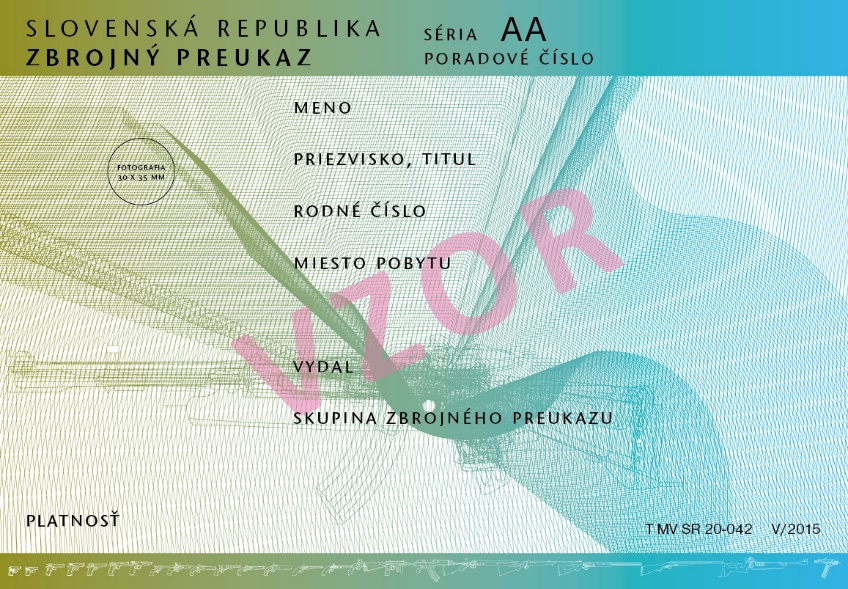 SLOVENSKÁ REPUBLIKA
ZBROJNÝ PREUKAZ
SÉRIA AA
PORADOVÉ ČÍSLO
MENO
FOTOGRAFIA
30 X 35 MM
PRIEZVISKO, TITUL
RODNÉ ČÍSLO
MIESTO POBYTU
VZOR
VYDAL
SKUPINA ZBROJNÉHO PREUKAZU
PLATNOSŤ
T MV SR 20-042 V/2015